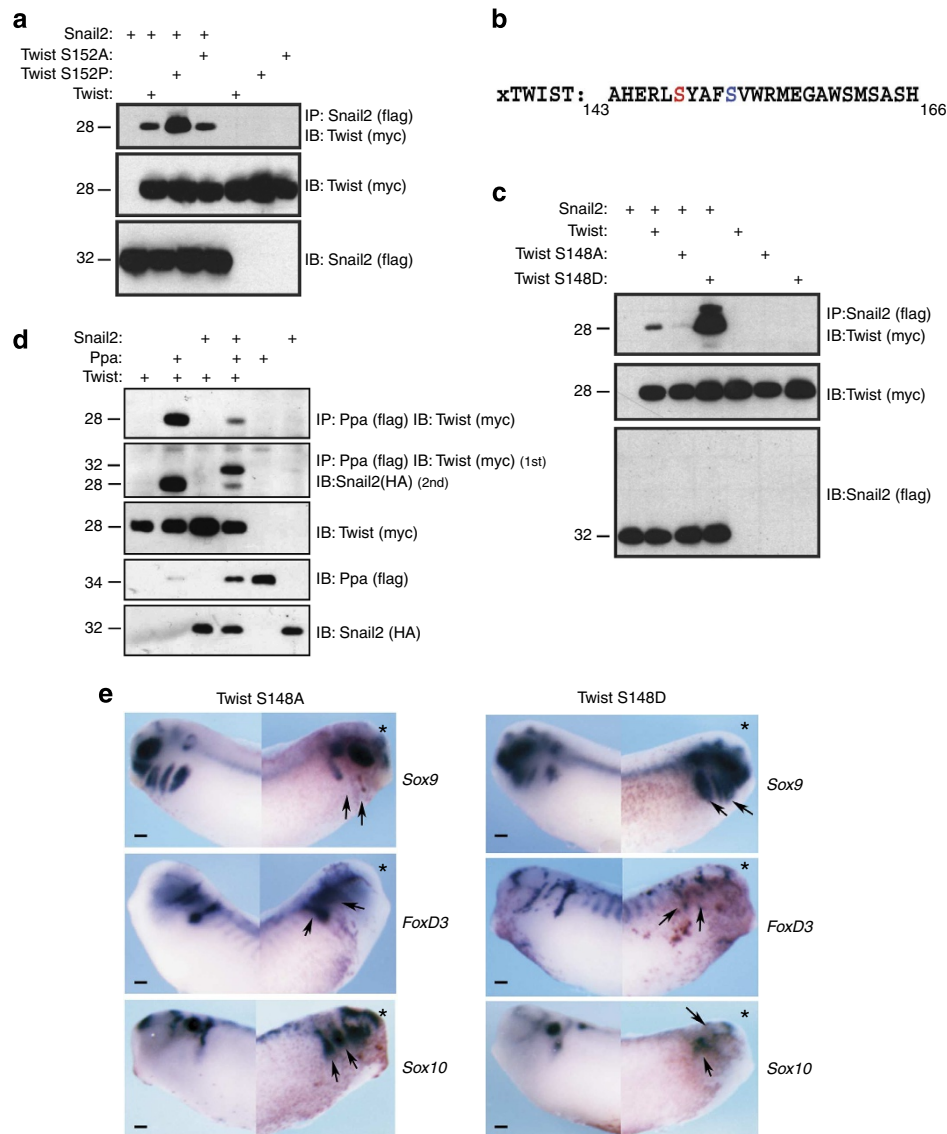 a
Snail2: + + + +
Twist S152A: + +
Twist S152P: + +
Twist: + +
28
IP: Snail2 (flag)
IB: Twist (myc)
28
IB: Twist (myc)
32
IB: Snail2 (flag)
b
xTWIST: 143 AHERLSYAFSVWRMEGAWSMSASH 166
c
Snail2: + + + +
Twist: + +
Twist S148A: + +
Twist S148D: + +
28
IP:Snail2 (flag)
IB:Twist (myc)
28
IB:Twist (myc)
IB:Snail2 (flag)
32
d
Snail2: + + +
Ppa: + + +
Twist: + + + +
28
IP: Ppa (flag) IB: Twist (myc)
32
28
IP: Ppa (flag) IB: Twist (myc) (1st)
IB:Snail2(HA) (2nd)
28
IB: Twist (myc)
34
IB: Ppa (flag)
32
IB: Snail2 (HA)
e
Twist S148A
Twist S148D
*
Sox9
*
Sox9
*
FoxD3
*
FoxD3
*
Sox10
*
Sox10